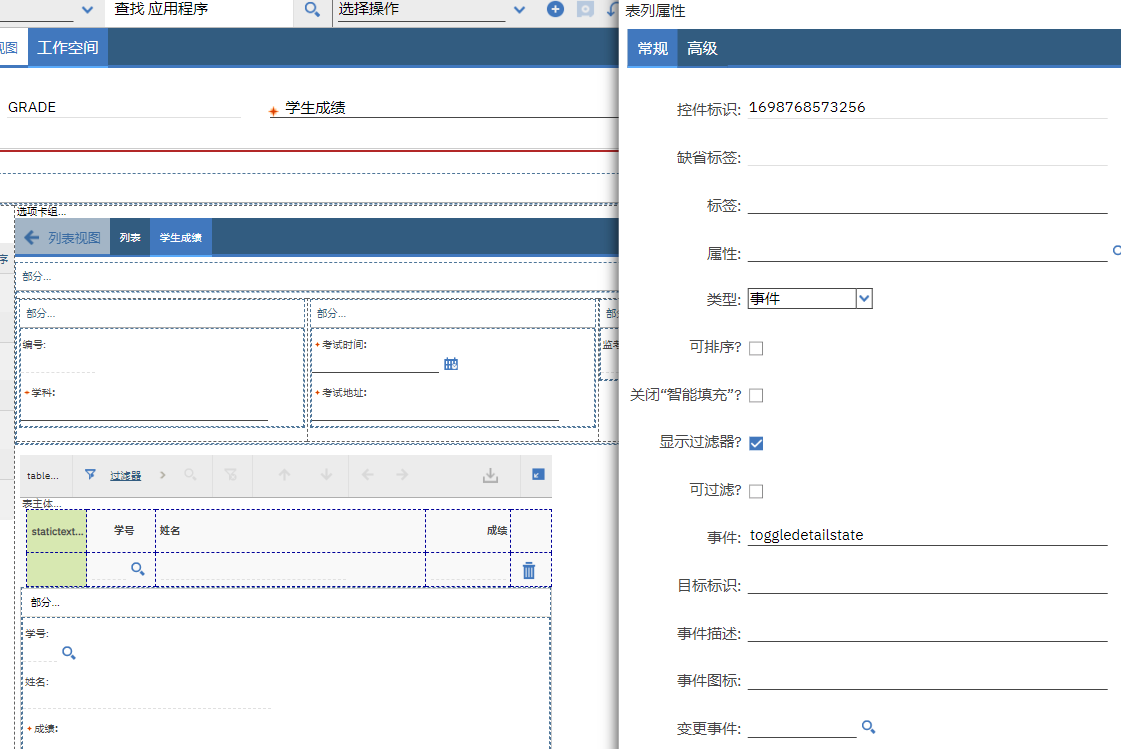 查找 应用程序
选择操作
视图
工作空间
GRADE
学生成绩
选项卡组...
列表视图
列表
学生成绩
序
部分...
部分...
部分...
部分
编号:
考试时间:
监考
学科:
考试地址:
table...
过滤器
表主体...
statictext...
学号
姓名
成绩
部分...
学号:
姓名:
成绩:
表列属性
常规
高级
控件标识:
1698768573256
缺省标签:
标签:
属性:
类型:
事件
可排序?
关闭“智能填充”?
显示过滤器?
可过滤?
事件:
toggledetailstate
目标标识:
事件描述:
事件图标:
变更事件: